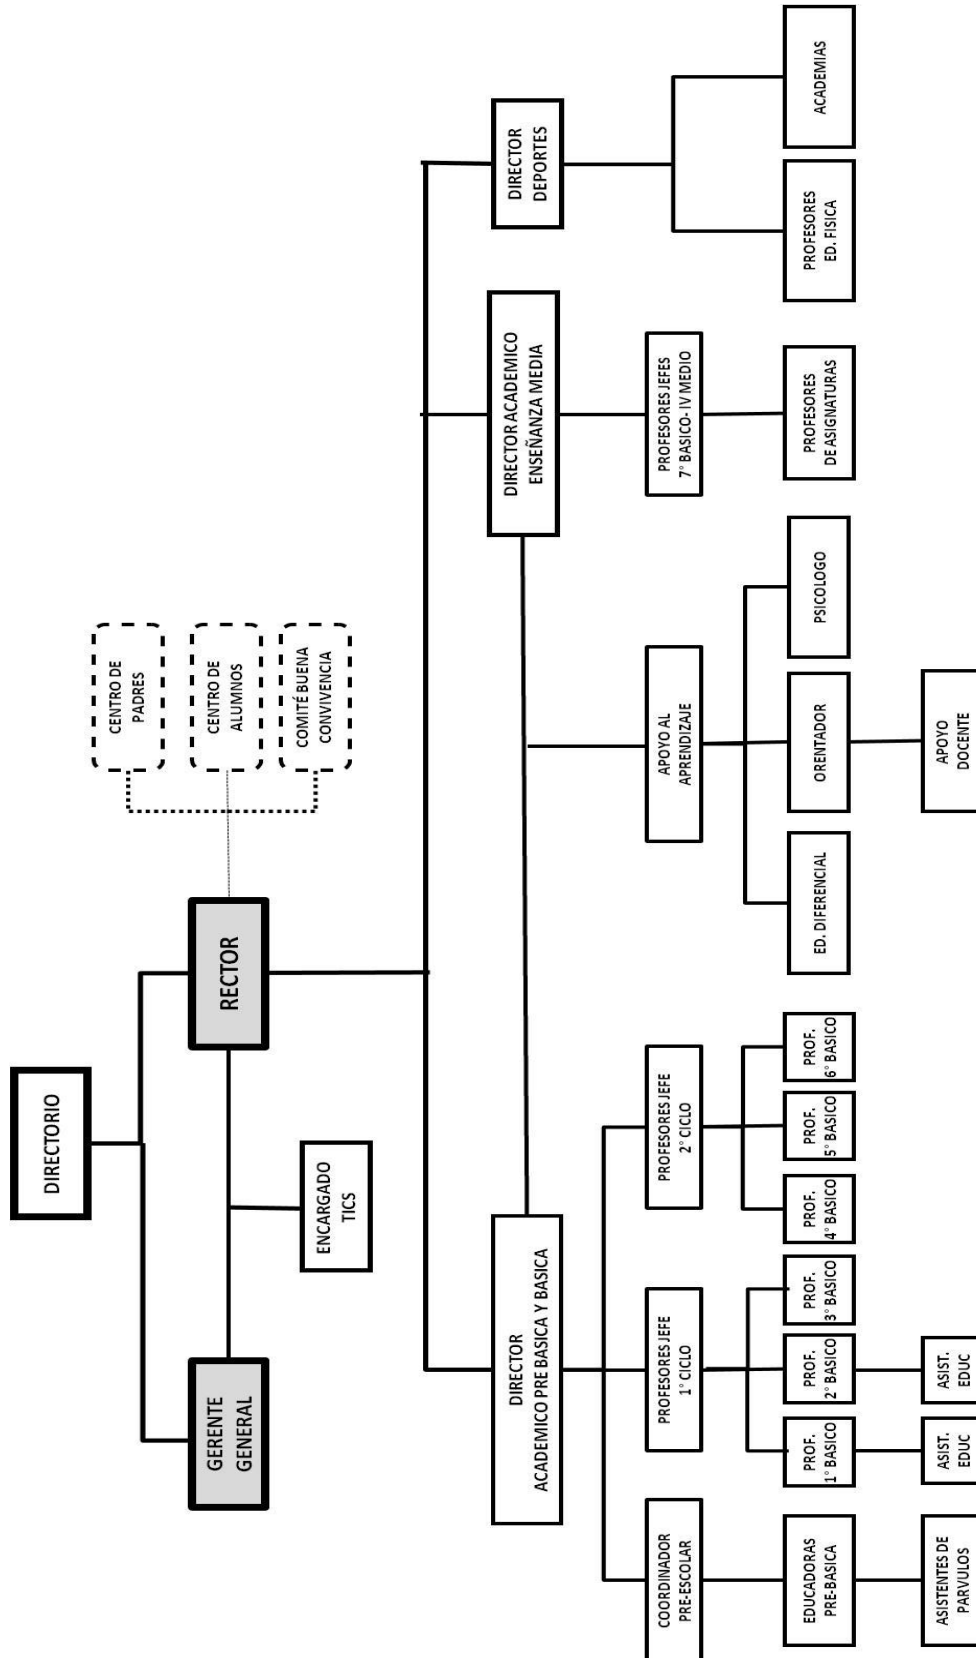 DIRECTORIO
GERENTE
GENERAL
RECTOR
CENTRO DE
PADRES
CENTRO DE
ALUMNOS
COMITÉ BUENA
CONVIVENCIA
ENCARGADO
TICS
DIRECTOR
ACADEMICO PRE BASICA Y BASICA
DIRECTOR ACADEMICO
ENSEÑANZA MEDIA
DIRECTOR
DEPORTES
COORDINADOR
PRE-ESCOLAR
PROFESORES JEFE
1° CICLO
PROFESORES JEFE
2° CICLO
APOYO AL
APRENDIZAJE
PROFESORES JEFES
7° BASICO- IV MEDIO
EDUCADORAS
PRE-BASICA
PROF.
1° BASICO
PROF.
2° BASICO
PROF.
3° BASICO
PROF.
4° BASICO
PROF.
5° BASICO
PROF.
6° BASICO
ED. DIFERENCIAL
ORENTADOR
PSICOLOGO
PROFESORES
DE ASIGNATURAS
PROFESORES
ED. FISICA
ACADEMIAS
ASISTENTES DE
PARVULOS
ASIST.
EDUC
ASIST.
EDUC
APOYO
DOCENTE